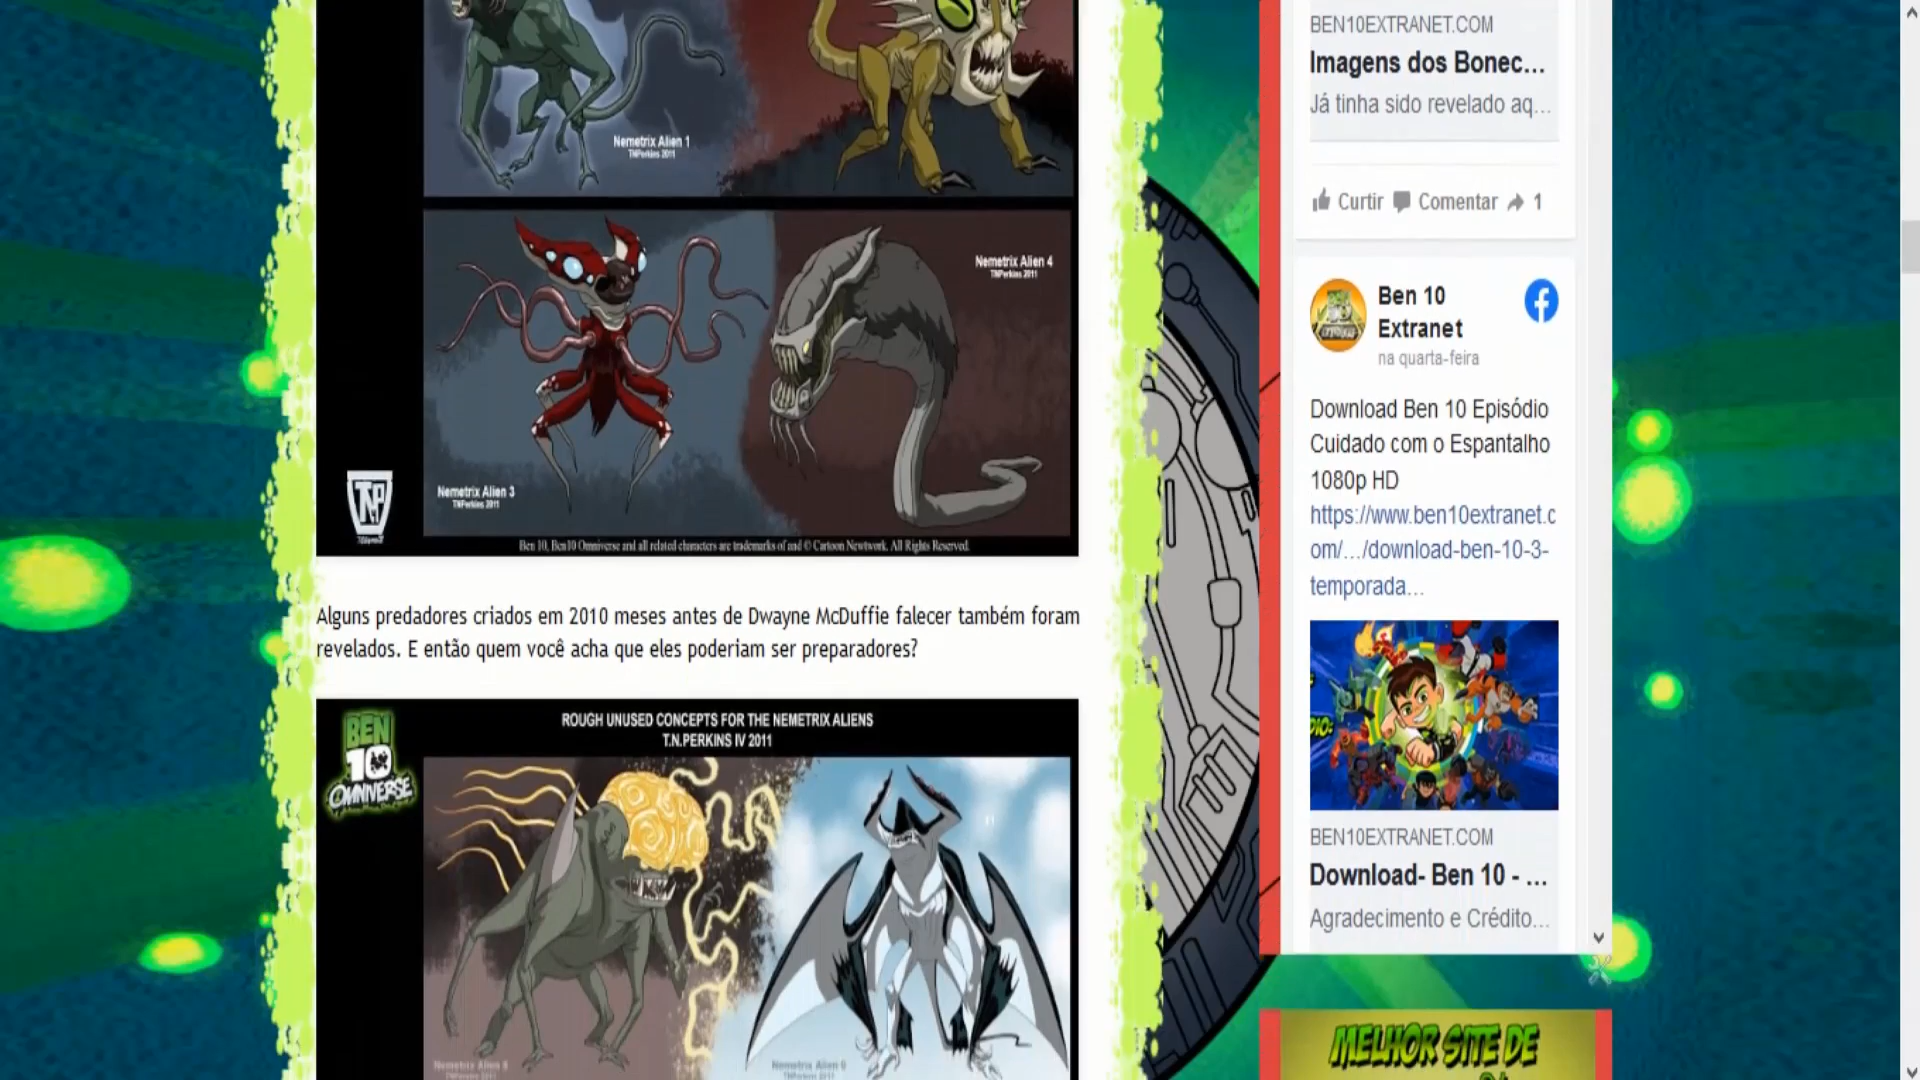 Nemetrix Alien 1
TNPerkins 2011
Nemetrix Alien 4
TNPerkins 2011
Nemetrix Alien 3
TNPerkins 2011
TNP
Ben 10, Ben10 Omniverse and all related characters are trademarks of and © Cartoon Newtwork. All Rights Reserved.
Alguns predadores criados em 2010 meses antes de Dwayne McDuffie falecer também foram
revelados. E então quem você acha que eles poderiam ser preparadores?
BEN
10
OMNIVERSE
ROUGH UNUSED CONCEPTS FOR THE NEMETRIX ALIENS
T.N.PERKINS IV 2011
Nemetrix Alien
Nemetrix Alien
BEN10EXTRANET.COM
Imagens dos Bonec...
Já tinha sido revelado aq...
Curtir Comentar 1
Ben 10
Extranet
na quarta-feira
Download Ben 10 Episódio
Cuidado com o Espantalho
1080p HD
https://www.ben10extranet.c
om/.../download-ben-10-3-
temporada...
BEN10EXTRANET.COM
Download- Ben 10 - ...
Agradecimento e Crédito...
MELHOR SITE DE